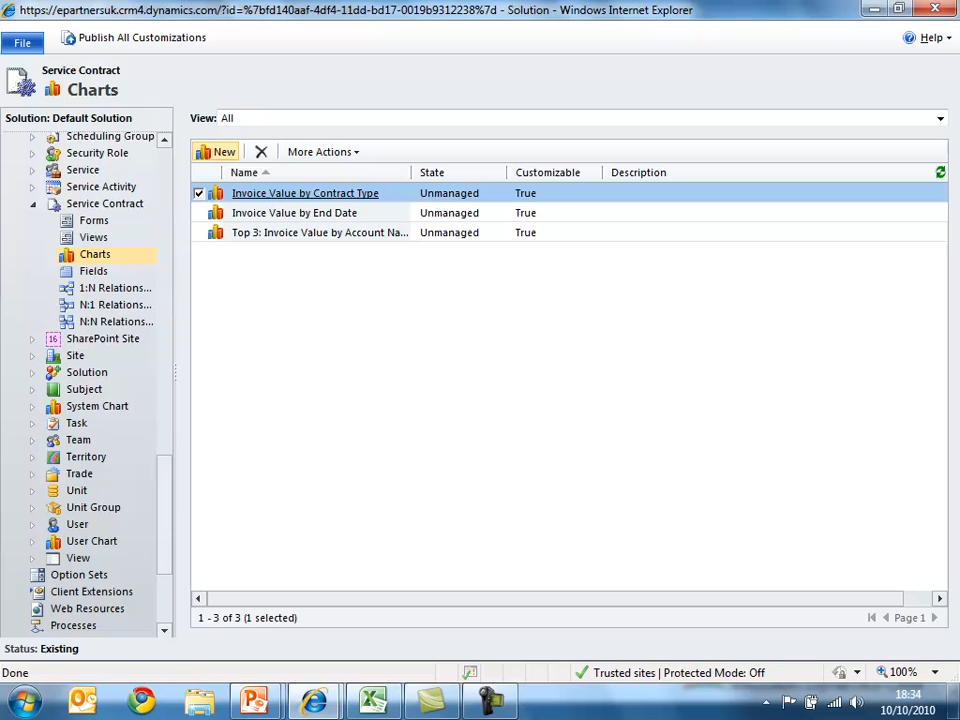 https://epartnersuk.crm4.dynamics.com/?id=%7bfd140aaf-4df4-11dd-bd17-0019b9312238%7d - Solution - Windows Internet Explorer
File
Publish All Customizations
Help
Service Contract
Charts
Solution: Default Solution
View: All
Scheduling Group
Security Role
Service
Service Activity
Service Contract
Forms
Views
Charts
Fields
1:N Relations...
N:1 Relations...
N:N Relations...
16
SharePoint Site
Site
Solution
Subject
System Chart
Task
Team
Territory
Trade
Unit
Unit Group
User
User Chart
View
Option Sets
Client Extensions
Web Resources
Processes
New
More Actions
Name State Customizable Description
Invoice Value by Contract Type Unmanaged True
Invoice Value by End Date Unmanaged True
Top 3: Invoice Value by Account Na... Unmanaged True
1 - 3 of 3 (1 selected)
Page 1
Status: Existing
Done
Trusted sites | Protected Mode: Off
100%
18:34
10/10/2010